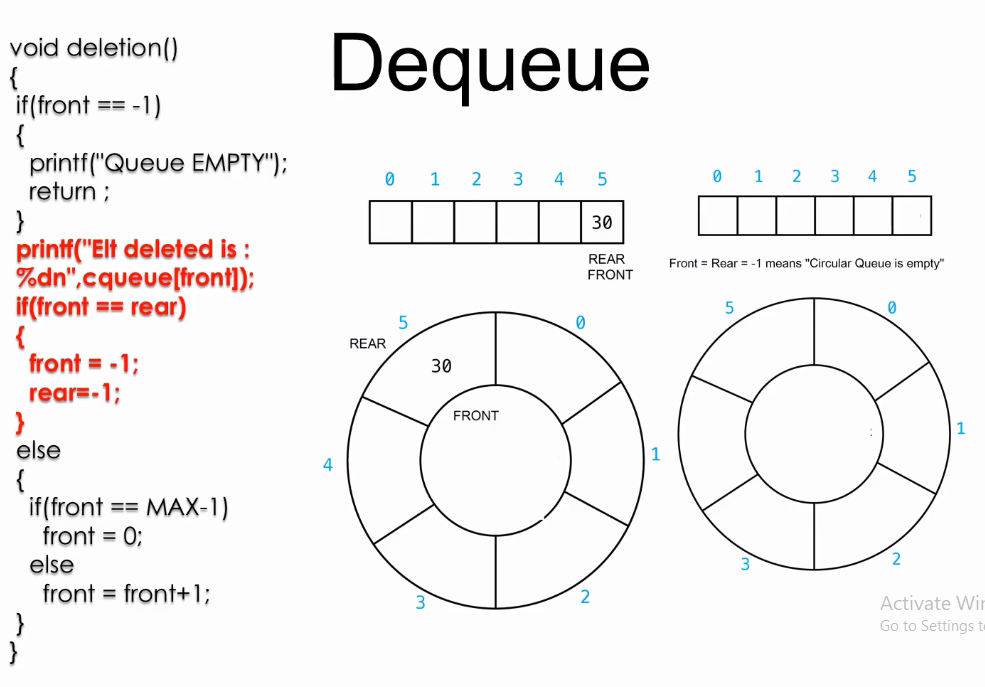 Dequeue
void deletion()
{
if(front == -1)
{
printf("Queue EMPTY");
return ;
}
printf("Elt deleted is :
%dn",cqueue[front]);
if(front == rear)
{
front = -1;
rear=-1;
}
else
{
if(front == MAX-1)
front = 0;
else
front = front+1;
}
}
0 1 2 3 4 5
30
REAR
FRONT
5 0
REAR
30
FRONT
4 1
3 2
0 1 2 3 4 5
Front = Rear = -1 means "Circular Queue is empty"
5 0
1
3 2
Activate Win
Go to Settings t